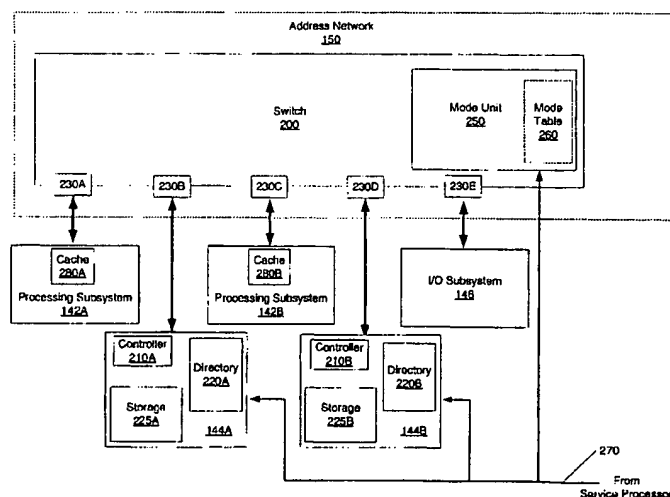 Address Network
150
Switch
200
Mode Unit
250
Mode
Table
260
230A
230B
230C
230D
230E
Cache
280A
Processing Subsystem
142A
Cache
280B
Processing Subsystem
142B
I/O Subsystem
146
Controller
210A
Directory
220A
Storage
225A
144A
Controller
210B
Directory
220B
Storage
225B
144B
270
From
Service Processor